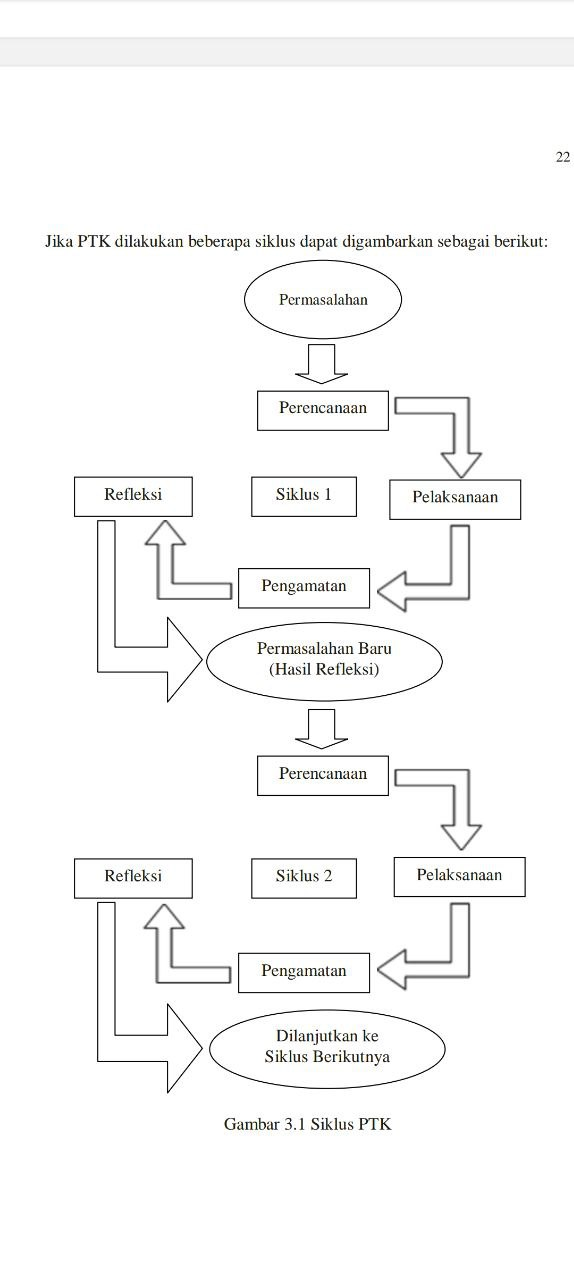 22
Jika PTK dilakukan beberapa siklus dapat digambarkan sebagai berikut:
Permasalahan
Perencanaan
Refleksi
Siklus 1
Pelaksanaan
Pengamatan
Permasalahan Baru
(Hasil Refleksi)
Perencanaan
Refleksi
Siklus 2
Pelaksanaan
Pengamatan
Dilanjutkan ke
Siklus Berikutnya
Gambar 3.1 Siklus PTK